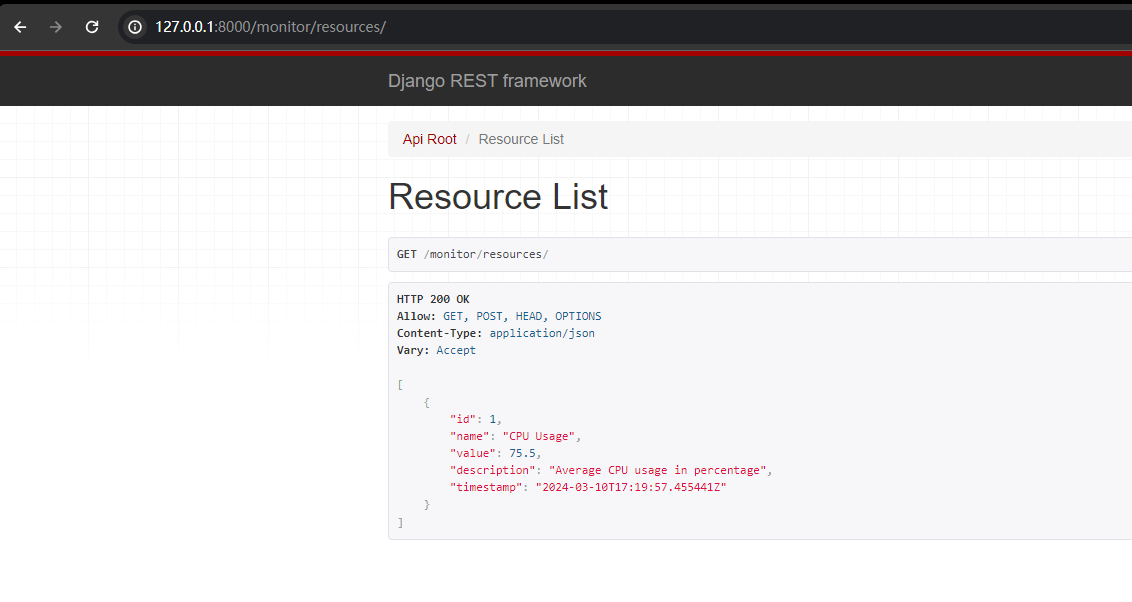 127.0.0.1:8000/monitor/resources/
Django REST framework
Api Root / Resource List
Resource List
GET /monitor/resources/
HTTP 200 OK
Allow: GET, POST, HEAD, OPTIONS
Content-Type: application/json
Vary: Accept
[
    {
        "id": 1,
        "name": "CPU Usage",
        "value": 75.5,
        "description": "Average CPU usage in percentage",
        "timestamp": "2024-03-10T17:19:57.455441Z"
    }
]